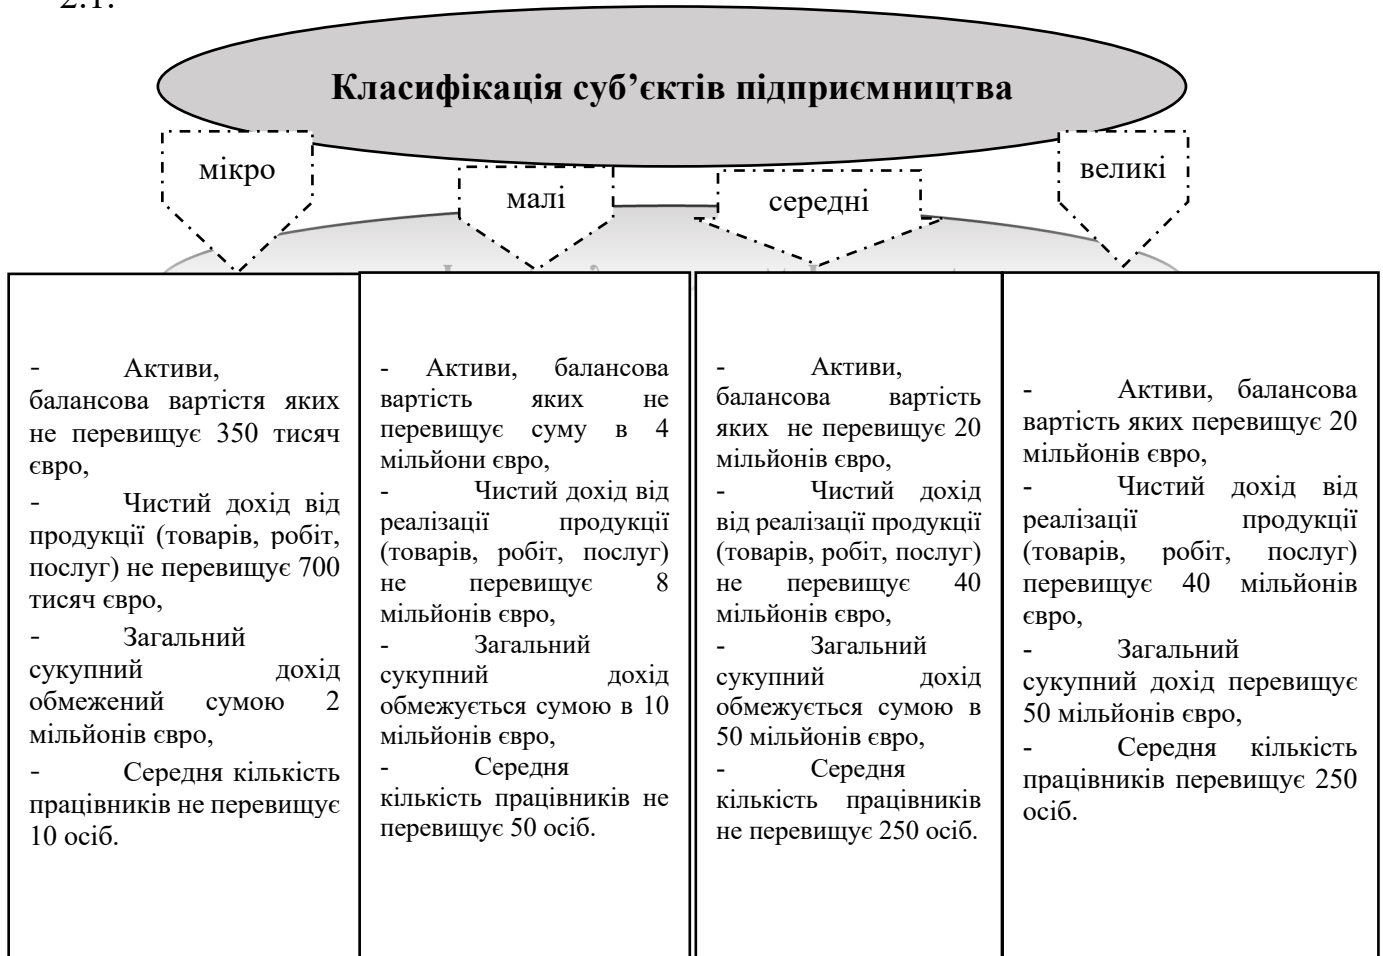 2.1.
Класифікація суб’єктів підприємництва
мікро
малі
середні
великі
- Активи,
балансова вартістя яких
не перевищує 350 тисяч
євро,
- Чистий дохід від
продукції (товарів, робіт,
послуг) не перевищує 700
тисяч євро,
- Загальний
сукупний дохід
обмежений сумою 2
мільйонів євро,
- Середня кількість
працівників не перевищує
10 осіб.
- Активи, балансова
вартість яких не
перевищує суму в 4
мільйони євро,
- Чистий дохід від
реалізації продукції
(товарів, робіт, послуг)
не перевищує 8
мільйонів євро,
- Загальний
сукупний дохід
обмежується сумою в 10
мільйонів євро,
- Середня
кількість працівників не
перевищує 50 осіб.
- Активи,
балансова вартість
яких не перевищує 20
мільйонів євро,
- Чистий дохід
від реалізації продукції
(товарів, робіт, послуг)
не перевищує 40
мільйонів євро,
- Загальний
сукупний дохід
обмежується сумою в
50 мільйонів євро,
- Середня
кількість працівників
не перевищує 250 осіб.
- Активи, балансова
вартість яких перевищує 20
мільйонів євро,
- Чистий дохід від
реалізації продукції
(товарів, робіт, послуг)
перевищує 40 мільйонів
євро,
- Загальний
сукупний дохід перевищує
50 мільйонів євро,
- Середня кількість
працівників перевищує 250
осіб.